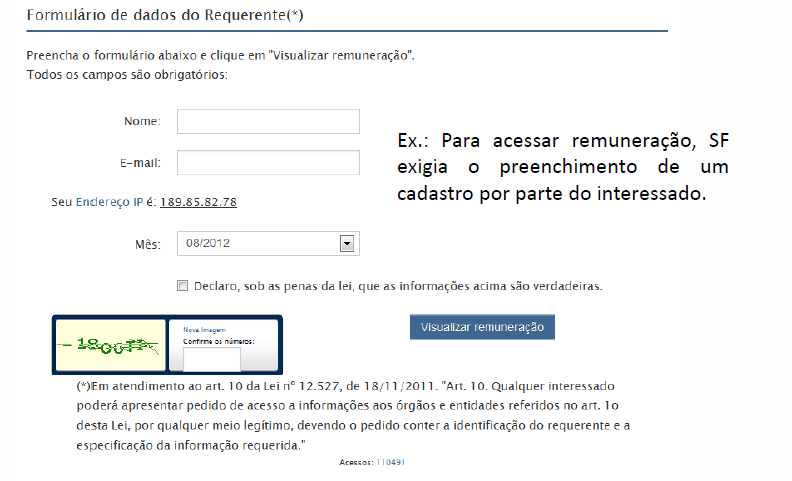 Formulário de dados do Requerente(*)
Preencha o formulário abaixo e clique em "Visualizar remuneração".
Todos os campos são obrigatórios:
Nome:
E-mail:
Ex.: Para acessar remuneração, SF
exigia o preenchimento de um
cadastro por parte do interessado.
Seu Endereço IP é: 189.85.82.78
Mês: 08/2012
Declaro, sob as penas da lei, que as informações acima são verdadeiras.
Nova Imagem
Confirme os números:
Visualizar remuneração
(*)Em atendimento ao art. 10 da Lei nº 12.527, de 18/11/2011. "Art. 10. Qualquer interessado
poderá apresentar pedido de acesso a informações aos órgãos e entidades referidos no art. 1o
desta Lei, por qualquer meio legítimo, devendo o pedido conter a identificação do requerente e a
especificação da informação requerida."
Acessos: 110491